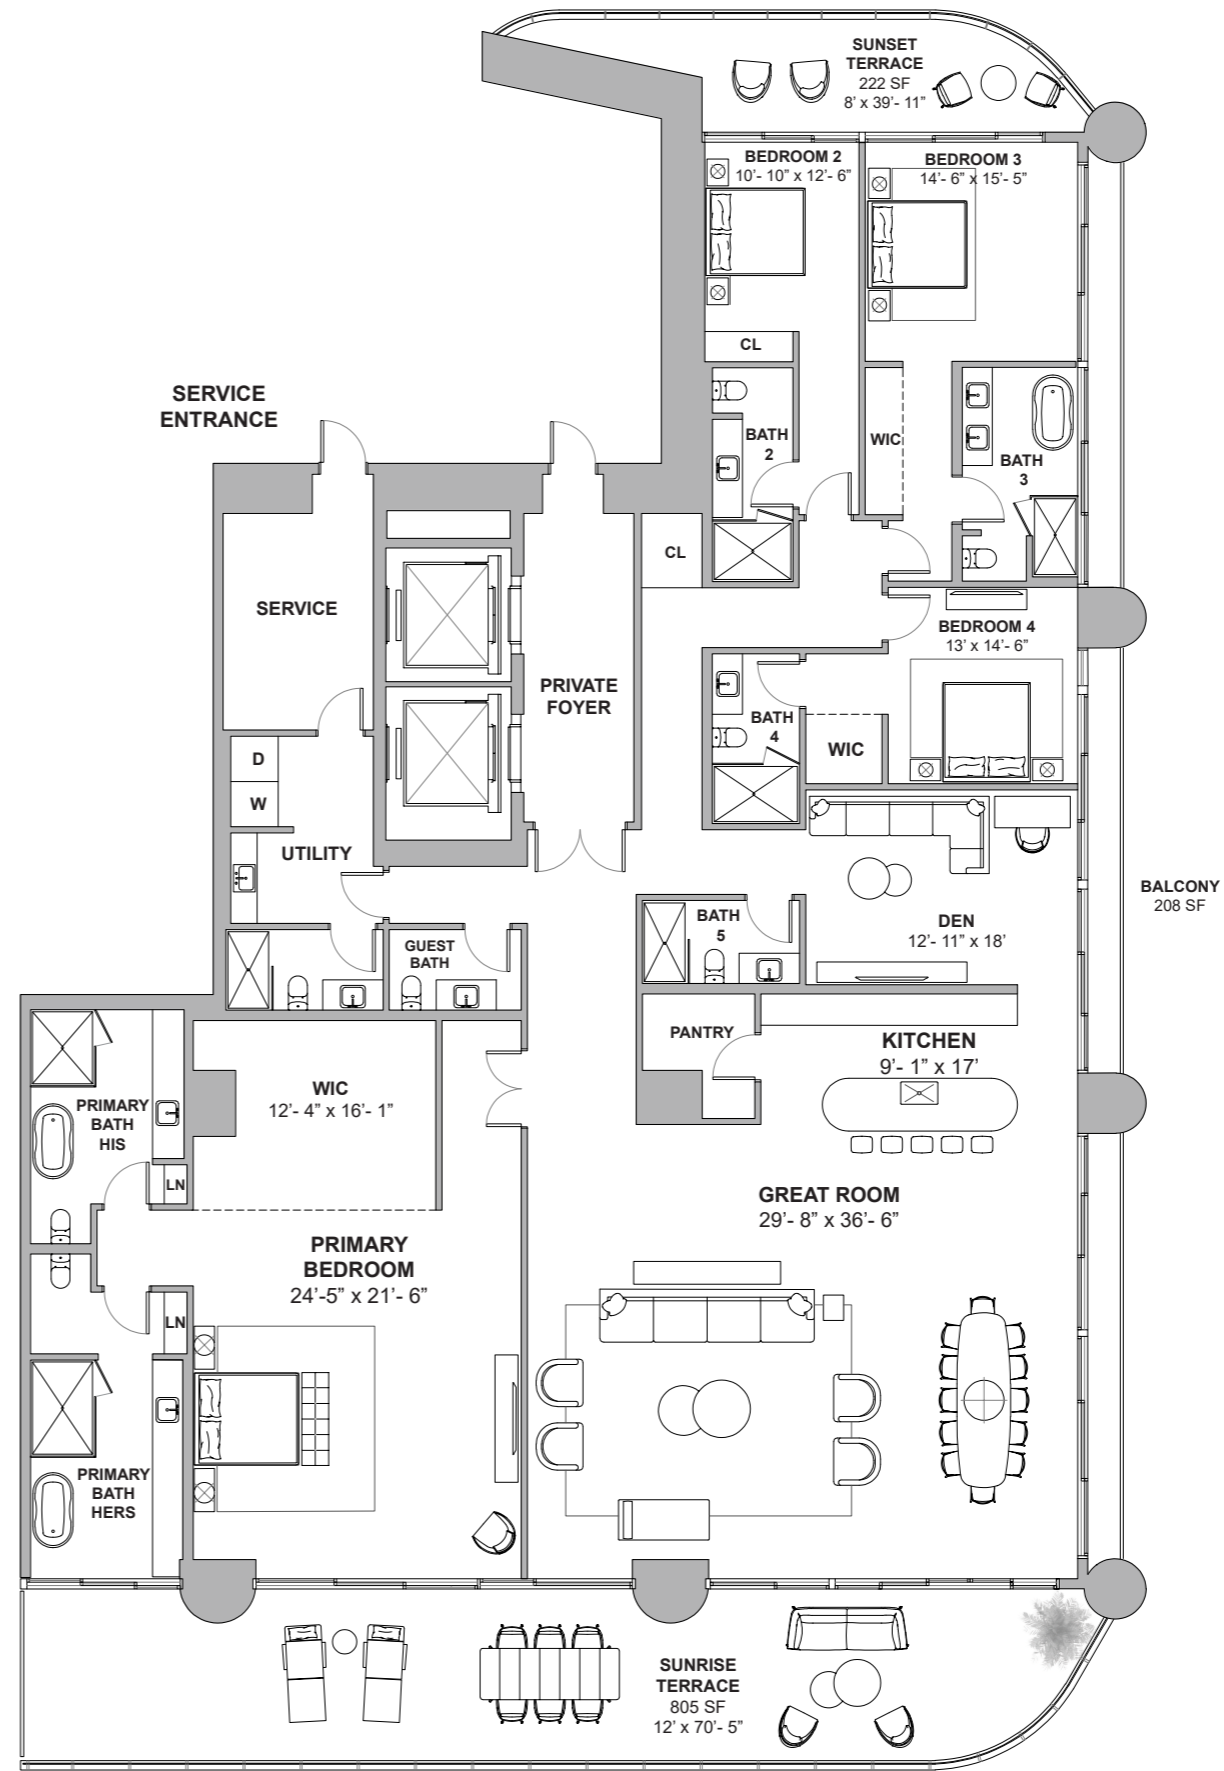 SUNSET
TERRACE
222 SF
8’ x 39’- 11”
BEDROOM 2
10’- 10” x 12’- 6”
BEDROOM 3
14’- 6” x 15’- 5”
CL
SERVICE
ENTRANCE
BATH
2
WIC
BATH
3
CL
SERVICE
BEDROOM 4
13’ x 14’- 6”
PRIVATE
FOYER
BATH
4
WIC
D
W
UTILITY
BALCONY
208 SF
BATH
5
DEN
12’- 11” x 18’
GUEST
BATH
PANTRY
KITCHEN
9’- 1” x 17’
WIC
12’- 4” x 16’- 1”
PRIMARY
BATH
HIS
LN
GREAT ROOM
29’- 8” x 36’- 6”
PRIMARY
BEDROOM
24’-5” x 21’- 6”
LN
PRIMARY
BATH
HERS
SUNRISE
TERRACE
805 SF
12’ x 70’- 5”